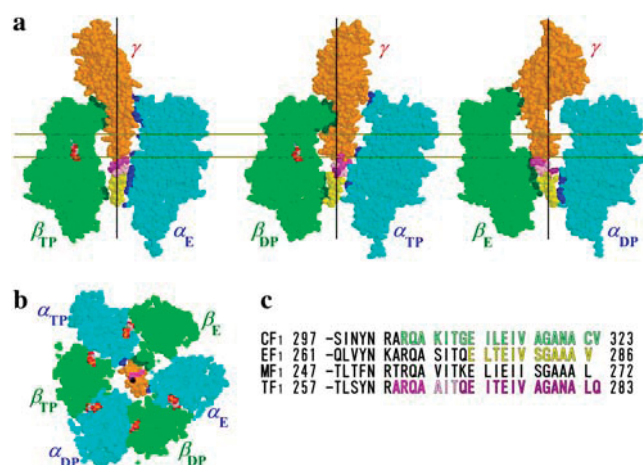 a
γ γ γ
βTP αE βDP αTP βE αDP
b c
αTP βE
βTP αE
αDP βDP
CF1 297 -SINYN RARQA KITGE ILEIV AGANA CV 323
EF1 261 -QLVYN KARQA SITQE LTEIV SGAAA V 286
MF1 247 -TLTFN RTRQA VITKE LIEII SGAAA L 272
TF1 257 -TLSYN RARQA AITQE ITEIV AGANA LQ 283